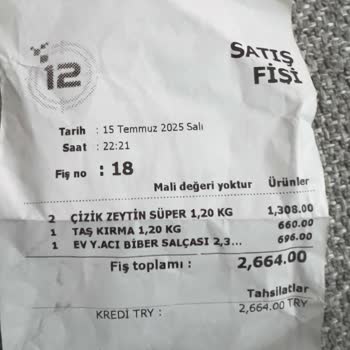 12
SATIŞ
FİŞİ
Tarih : 15 Temmuz 2025 Salı
Saat : 22:21
Fiş no : 18
Mali değeri yoktur Ürünler
2 ÇİZİK ZEYTİN SÜPER 1,20 KG 1,308.00
1 TAŞ KIRMA 1,20 KG 660.00
1 EV Y.ACI BİBER SALÇASI 2,3... 696.00
Fiş toplamı : 2,664.00
Tahsilatlar
KREDİ TRY : 2,664.00 TRY